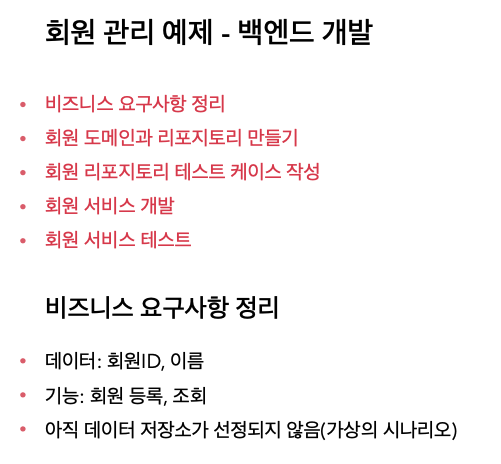 회원 관리 예제 - 백엔드 개발
• 비즈니스 요구사항 정리
• 회원 도메인과 리포지토리 만들기
• 회원 리포지토리 테스트 케이스 작성
• 회원 서비스 개발
• 회원 서비스 테스트
비즈니스 요구사항 정리
• 데이터: 회원ID, 이름
• 기능: 회원 등록, 조회
• 아직 데이터 저장소가 선정되지 않음(가상의 시나리오)